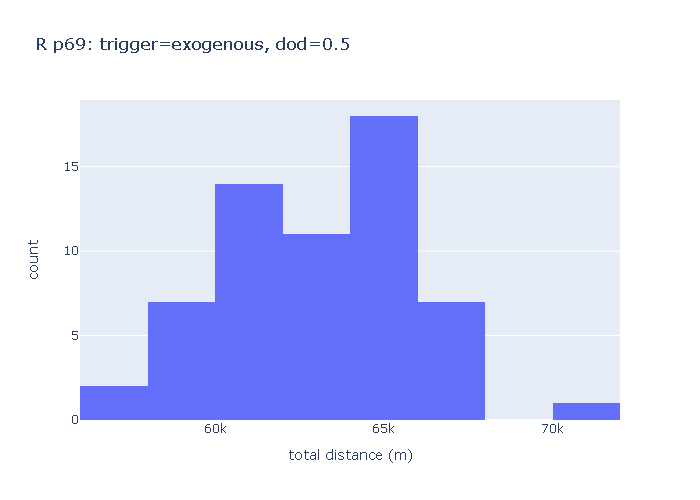 R p69: trigger=exogenous, dod=0.5
15
10
5
0
count
60k
65k
70k
total distance (m)